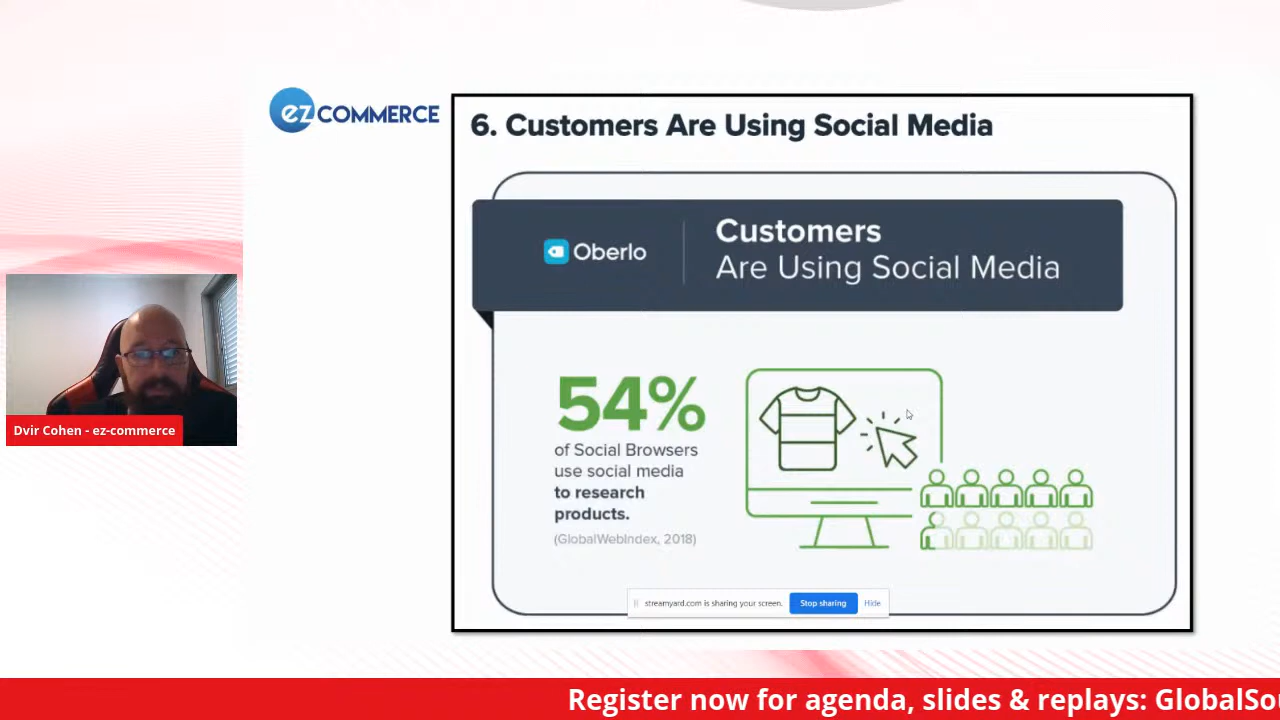 ez COMMERCE
6. Customers Are Using Social Media
Oberlo
Customers
Are Using Social Media
54%
of Social Browsers
use social media
to research
products.
(GlobalWebIndex, 2018)
streamyard.com is sharing your screen.
Stop sharing
Hide
Dvir Cohen - ez-commerce
Register now for agenda, slides & replays: GlobalSo